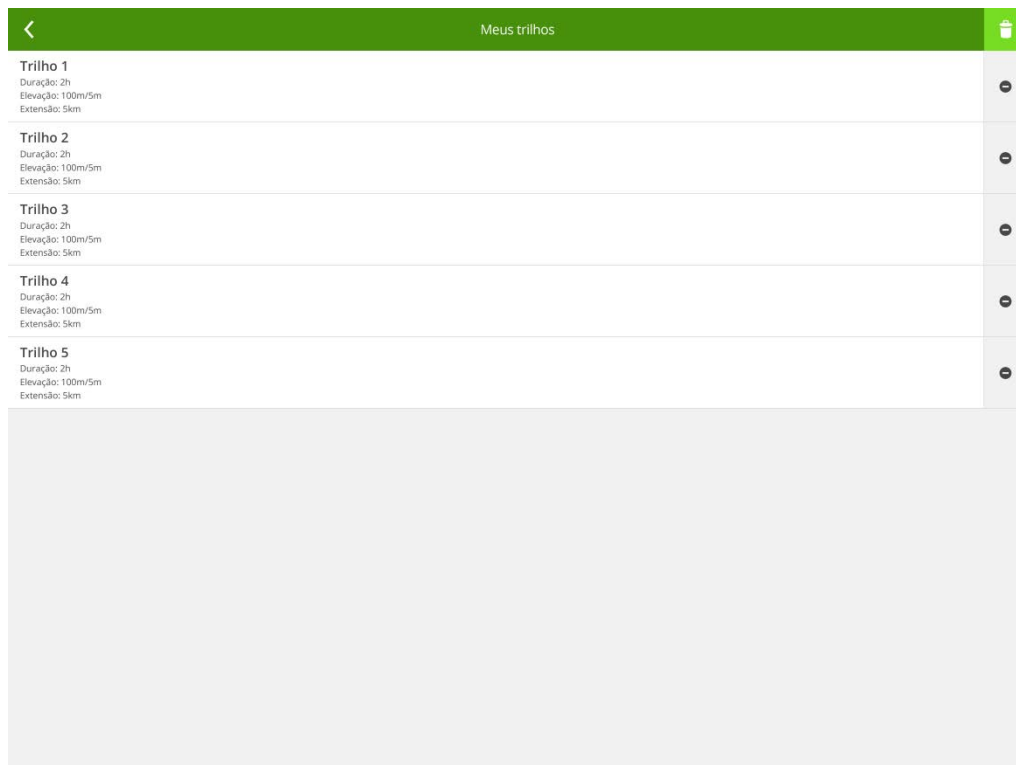 Meus trilhos
Trilho 1
Duração: 2h
Elevação: 100m/5m
Extensão: 5km
Trilho 2
Duração: 2h
Elevação: 100m/5m
Extensão: 5km
Trilho 3
Duração: 2h
Elevação: 100m/5m
Extensão: 5km
Trilho 4
Duração: 2h
Elevação: 100m/5m
Extensão: 5km
Trilho 5
Duração: 2h
Elevação: 100m/5m
Extensão: 5km